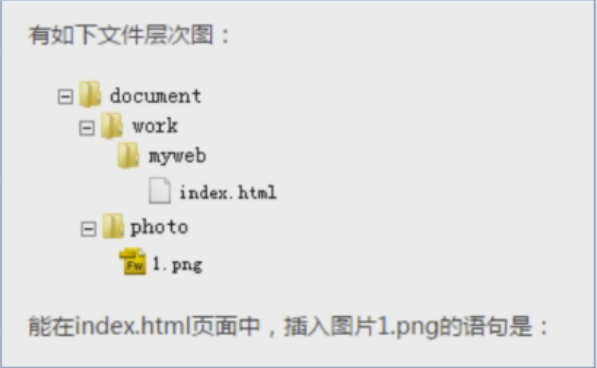 有如下文件层次图：
document
work
myweb
index.html
photo
Fw 1.png
能在index.html页面中，插入图片1.png的语句是：